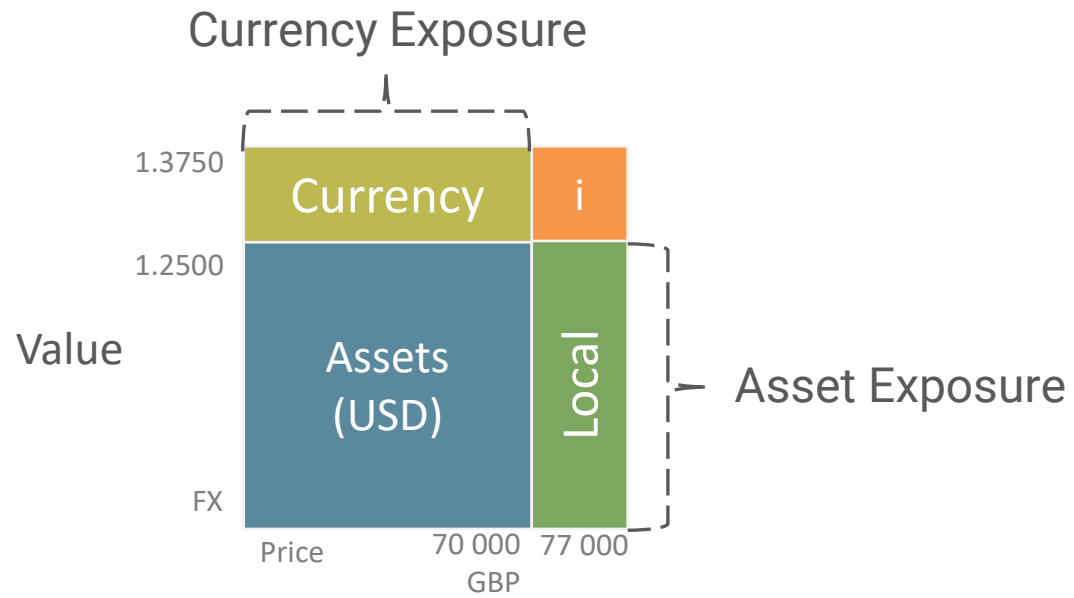 Currency Exposure
1.3750
Currency
i
1.2500
Value
Assets
(USD)
Local
Asset Exposure
FX
Price
70 000
77 000
GBP